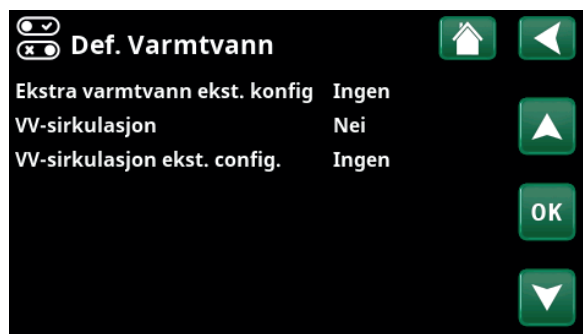 Def. Varmtvann
Ekstra varmtvann ekst. konfig Ingen
VV-sirkulasjon Nei
VV-sirkulasjon ekst. config. Ingen
OK